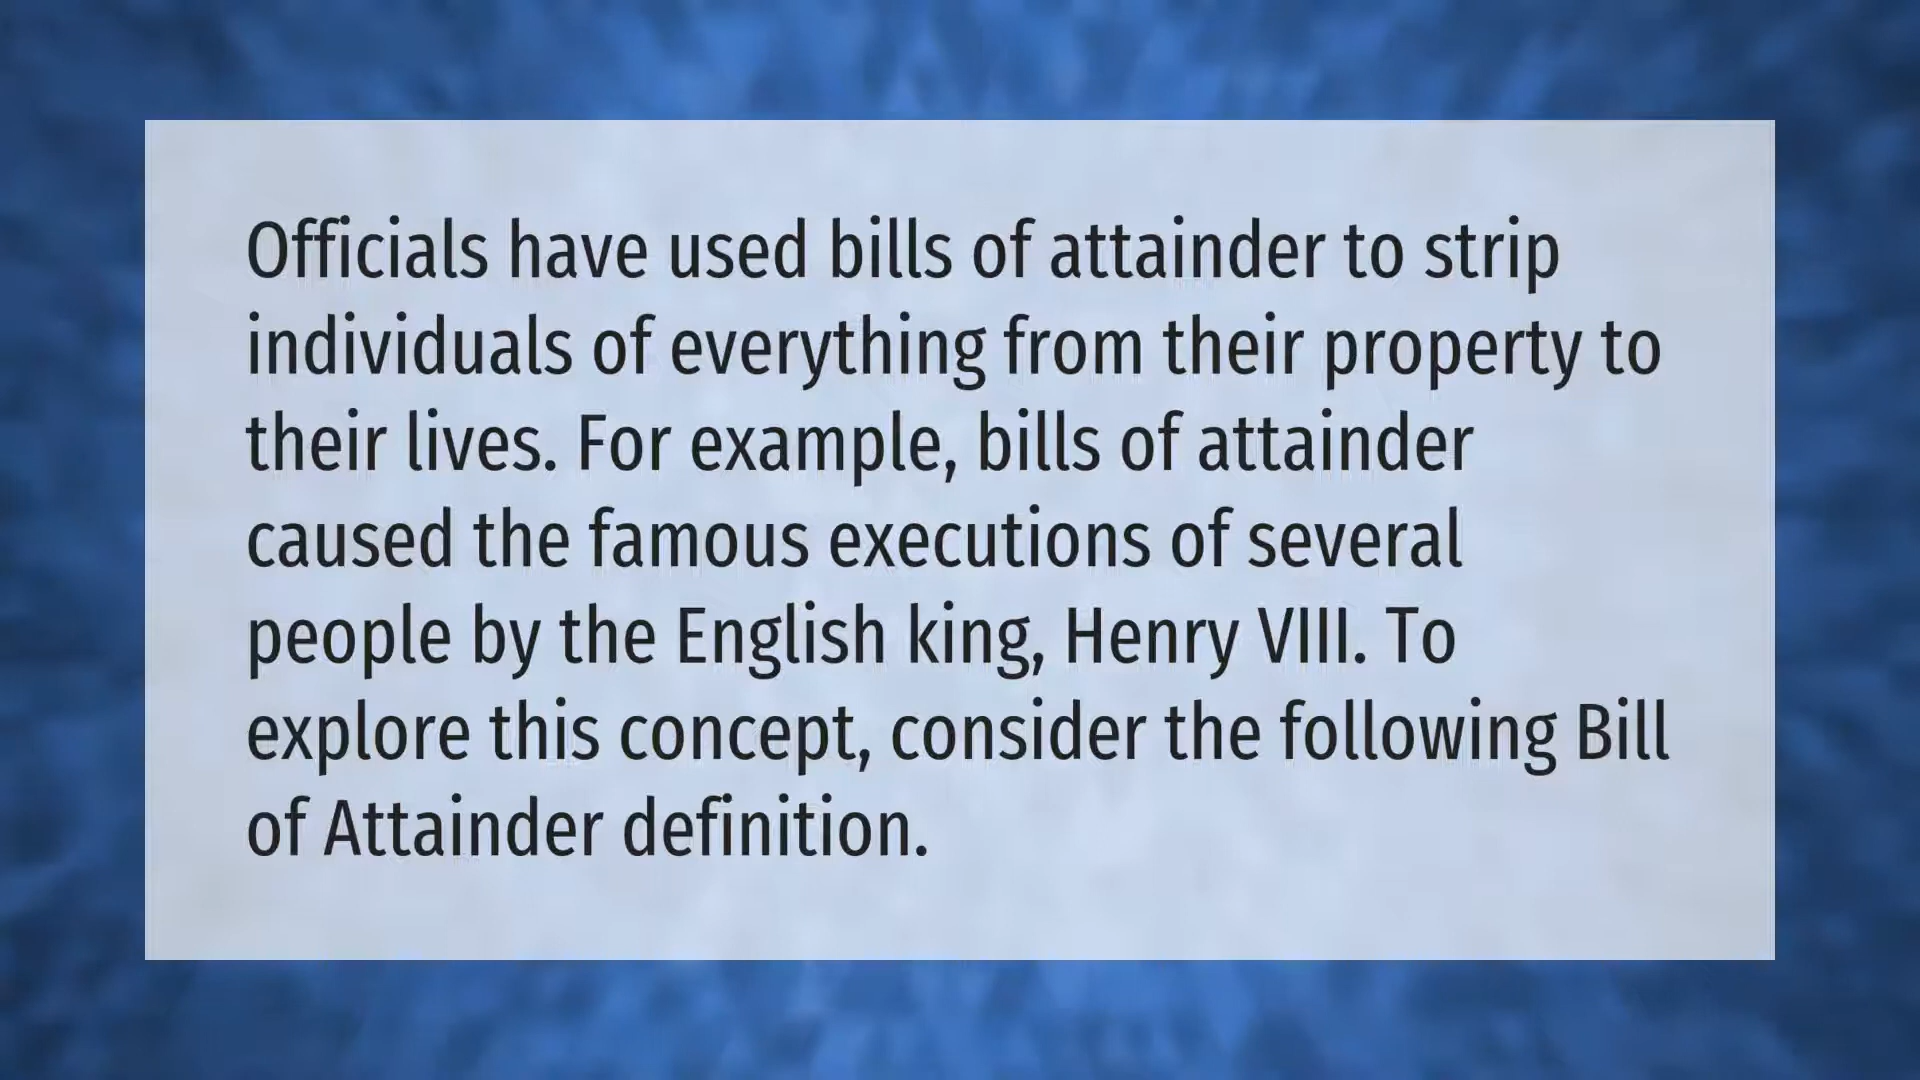 Officials have used bills of attainder to strip
individuals of everything from their property to
their lives. For example, bills of attainder
caused the famous executions of several
people by the English king, Henry VIII. To
explore this concept, consider the following Bill
of Attainder definition.